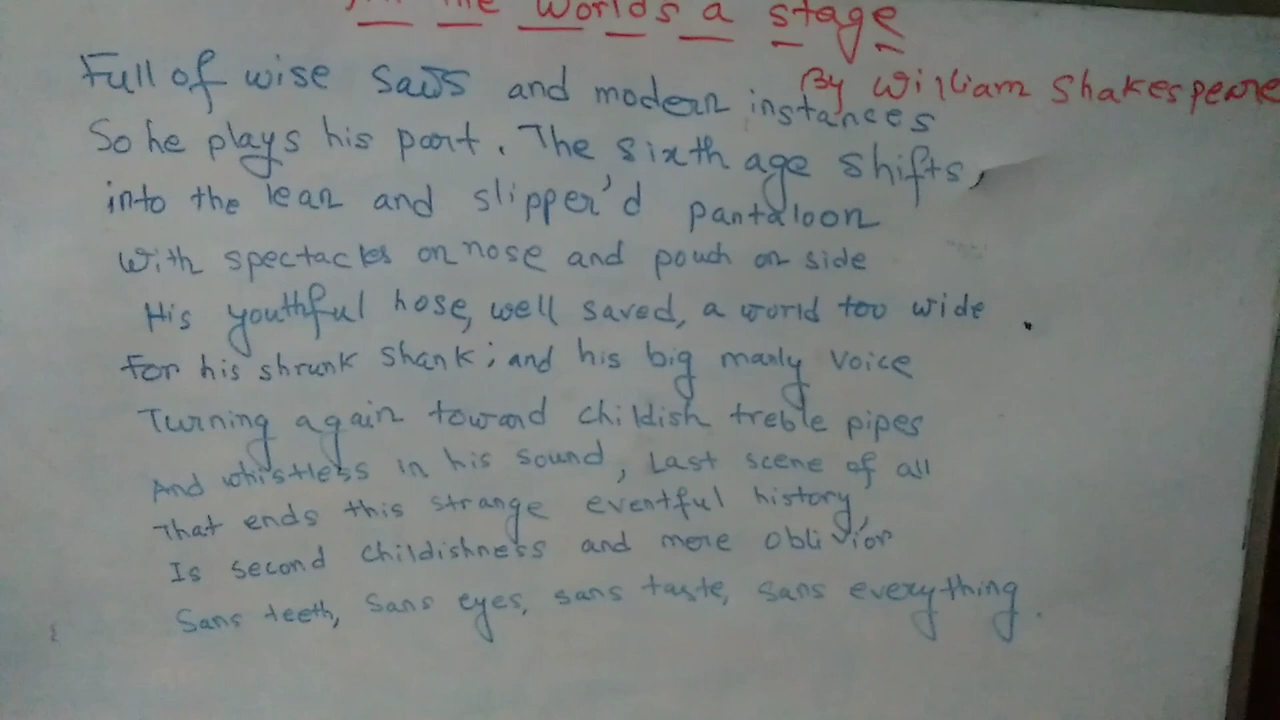 the Worlds a stage
By William Shakespeare
Full of wise saws and modern instances
So he plays his part. The sixth age shifts,
into the lean and slipper'd pantaloon
With spectacles on nose and pouch on side
His youthful hose, well saved, a world too wide
For his shrunk shank; and his big manly voice
Turning again toward childish treble pipes
And whistless in his sound, Last scene of all
That ends this strange eventful history
Is second childishness and mere oblivion
Sans teeth, sans eyes, sans taste, sans everything.